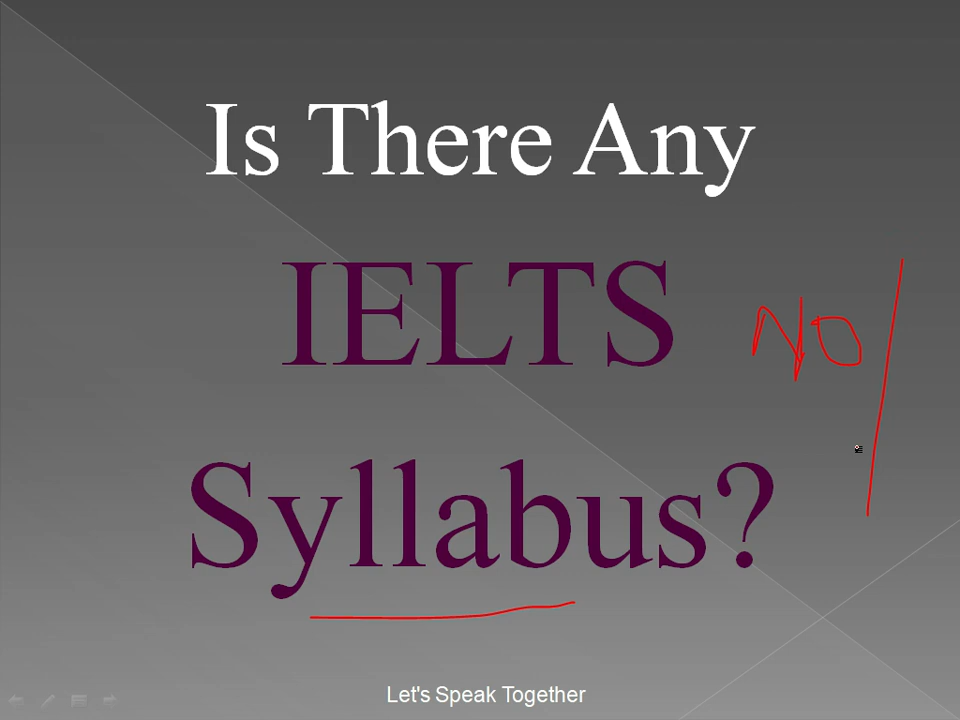 Is There Any
IELTS
NO
Syllabus?
Let's Speak Together